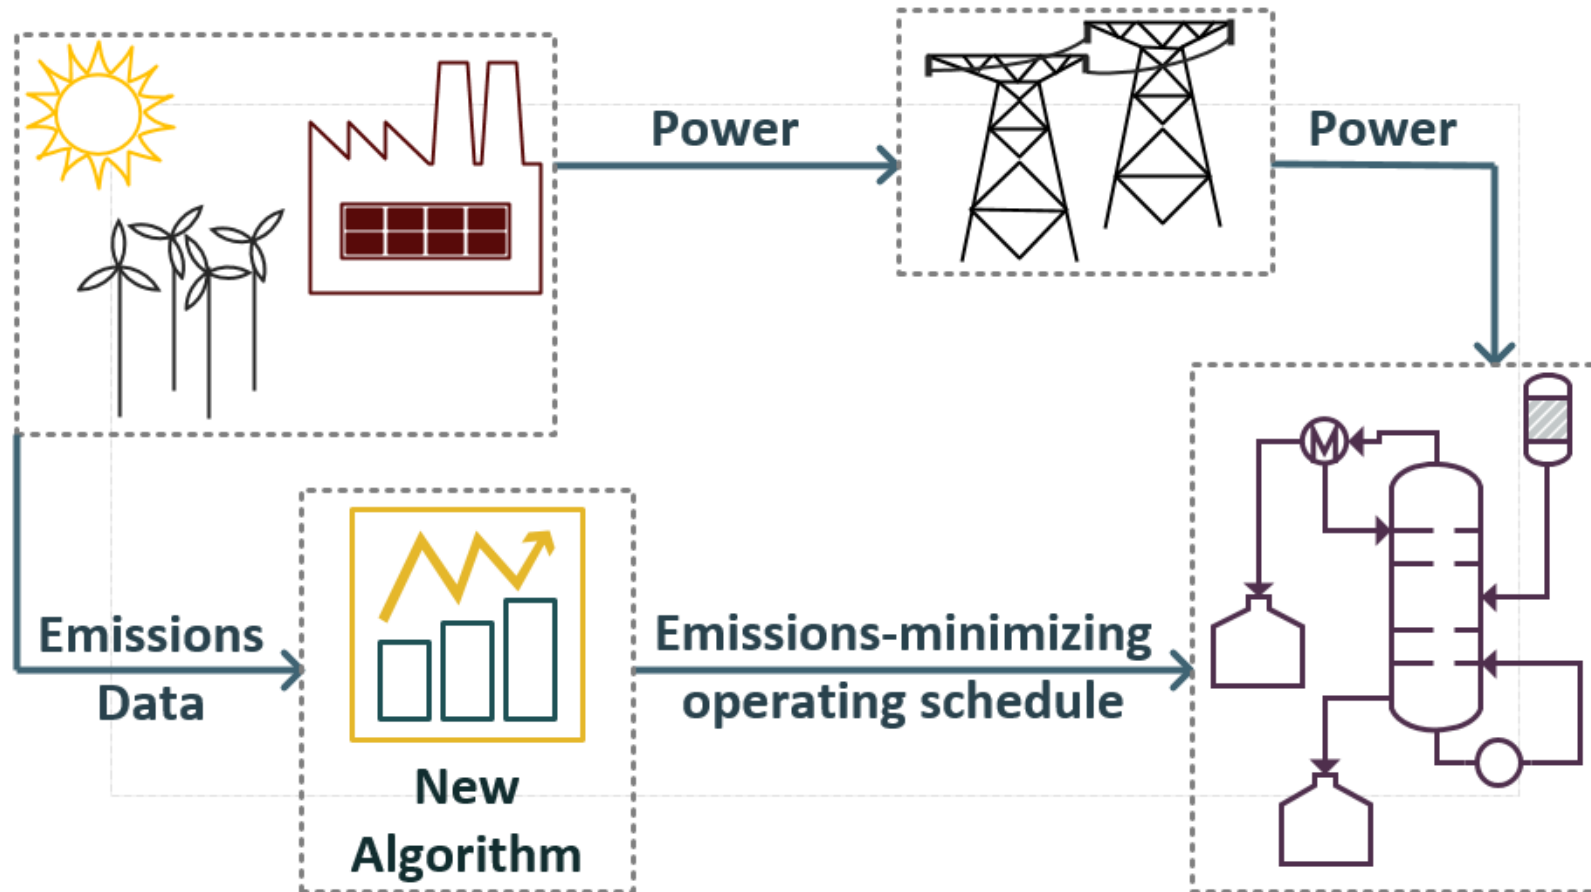 Power
Power
Emissions
Data
Emissions-minimizing
operating schedule
New
Algorithm
M